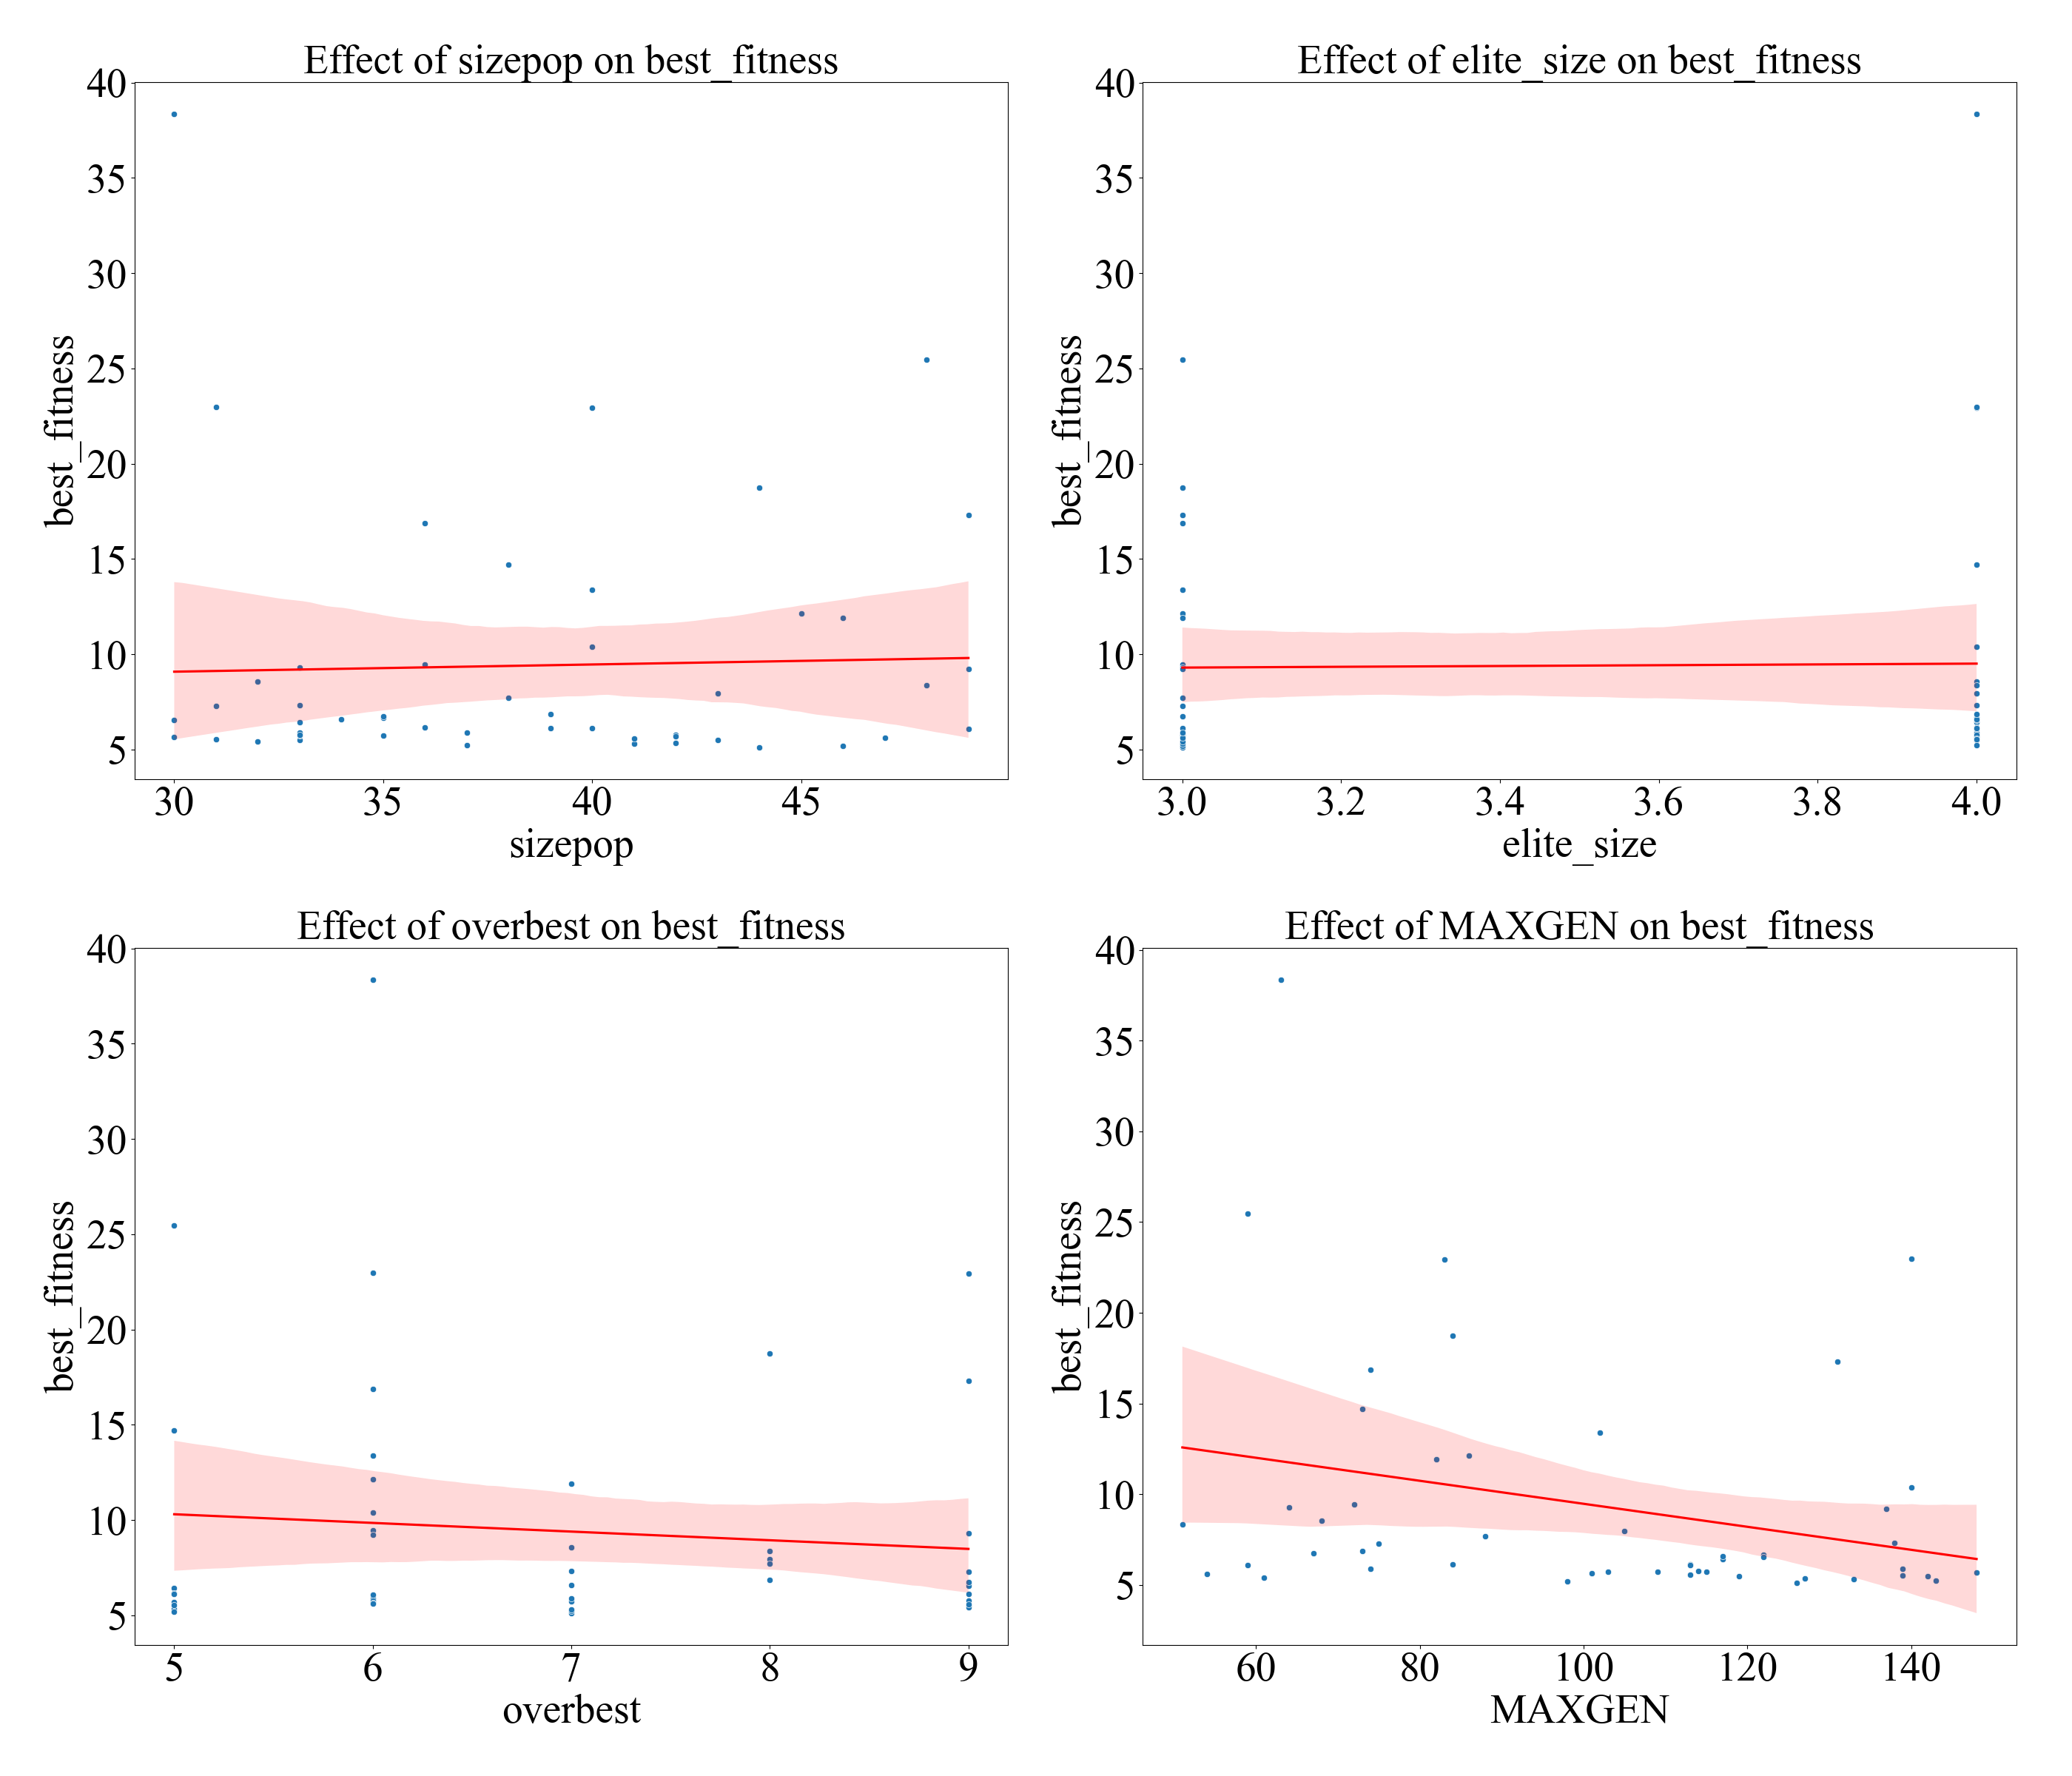 Effect of sizepop on best_fitness
40
35
30
25
20
15
10
5
best_fitness
30 35 40 45
sizepop
Effect of elite_size on best_fitness
40
35
30
25
20
15
10
5
best_fitness
3.0 3.2 3.4 3.6 3.8 4.0
elite_size
Effect of overbest on best_fitness
40
35
30
25
20
15
10
5
best_fitness
5 6 7 8 9
overbest
Effect of MAXGEN on best_fitness
40
35
30
25
20
15
10
5
best_fitness
60 80 100 120 140
MAXGEN